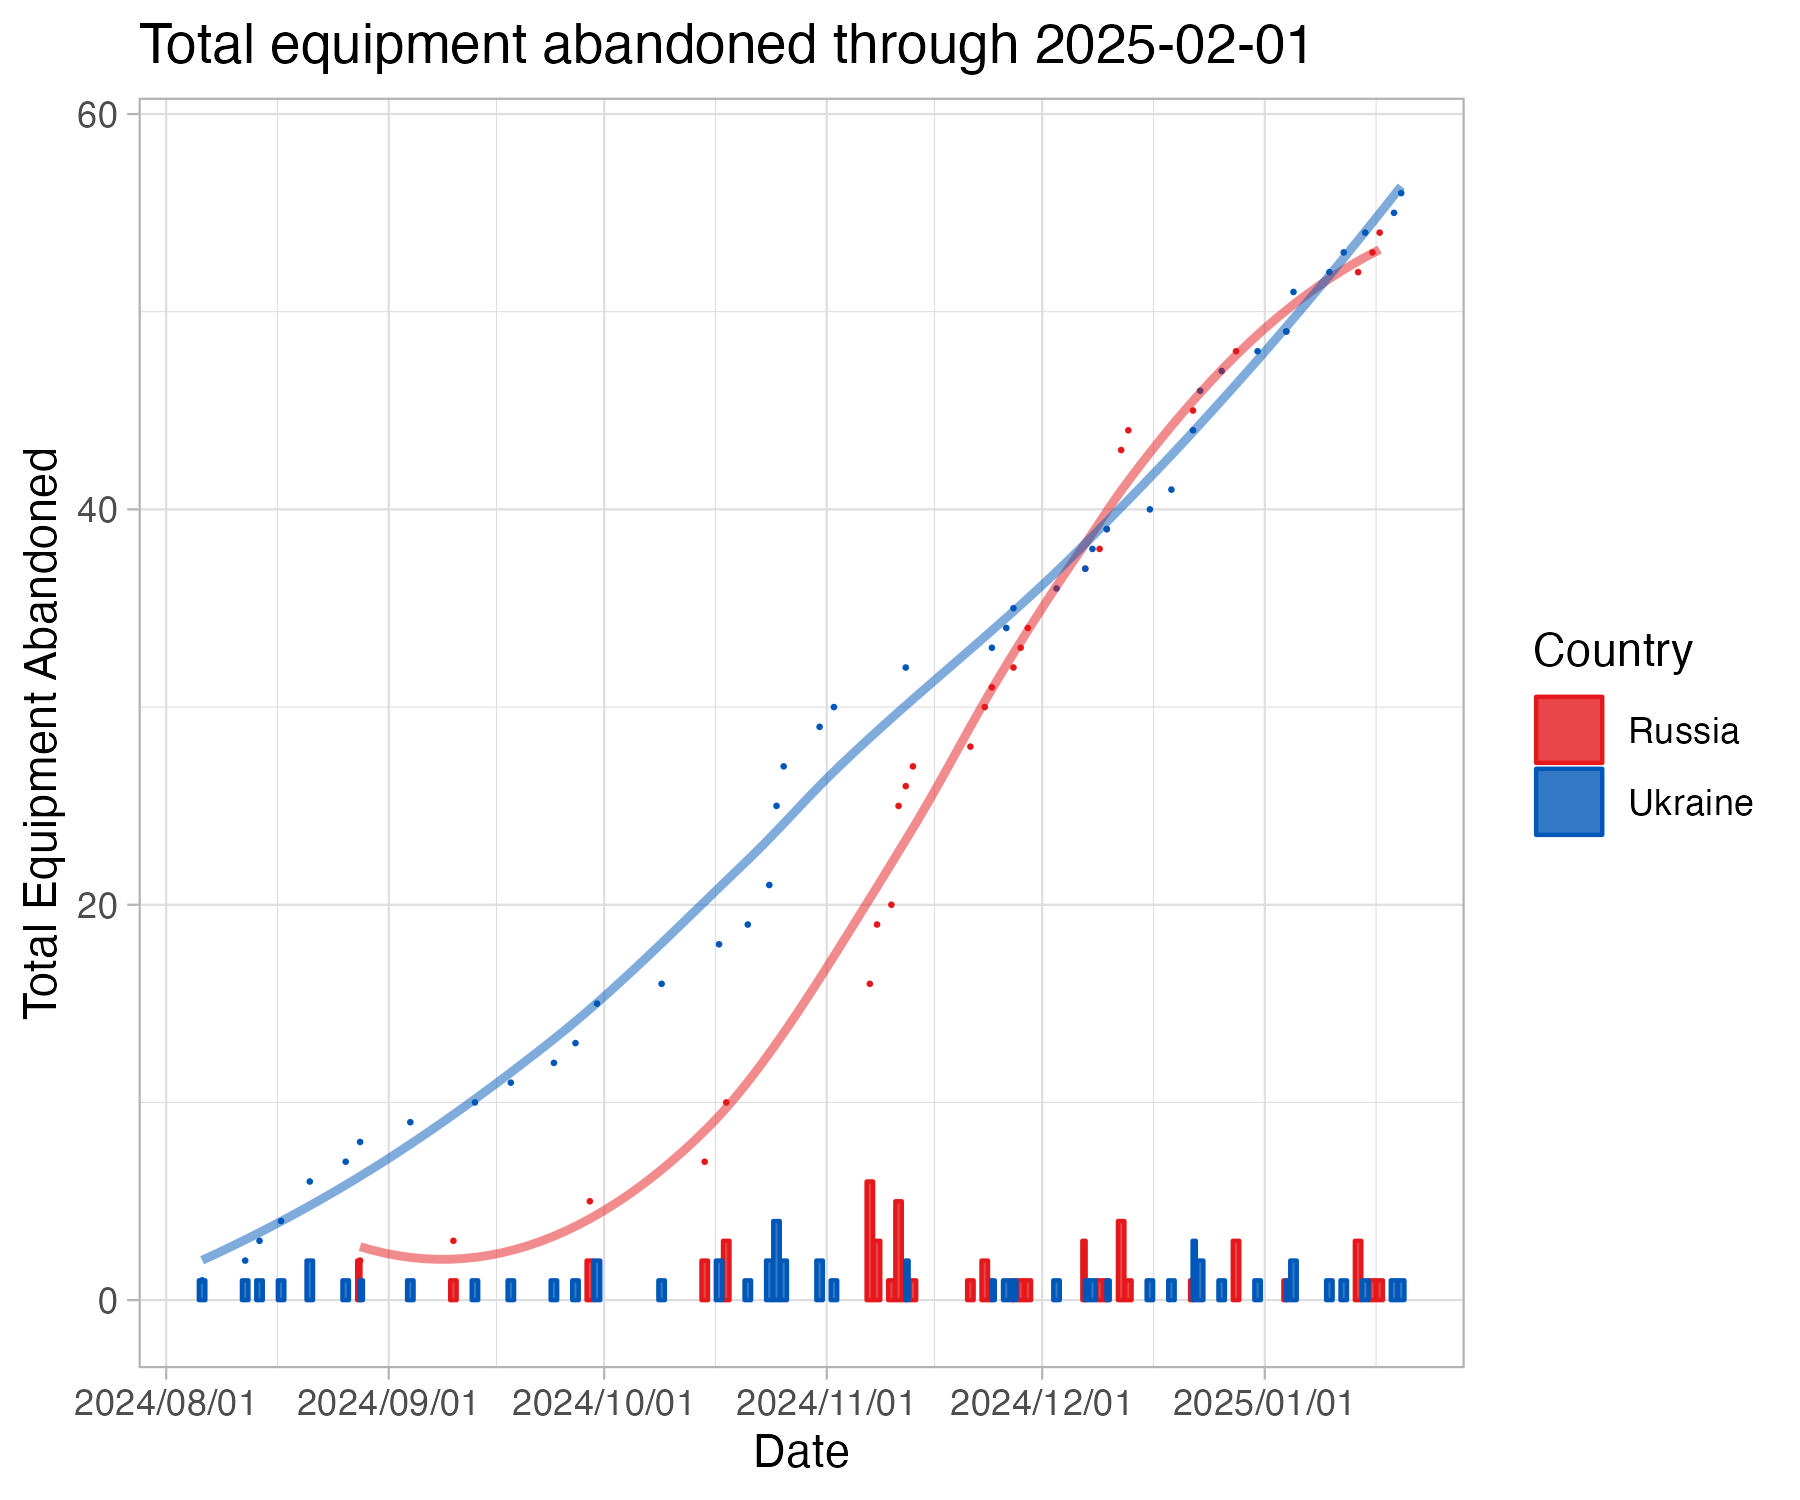 Total equipment abandoned through 2025-02-01
Total Equipment Abandoned
60
40
20
0
2024/08/01 2024/09/01 2024/10/01 2024/11/01 2024/12/01 2025/01/01
Date
Country
Russia
Ukraine